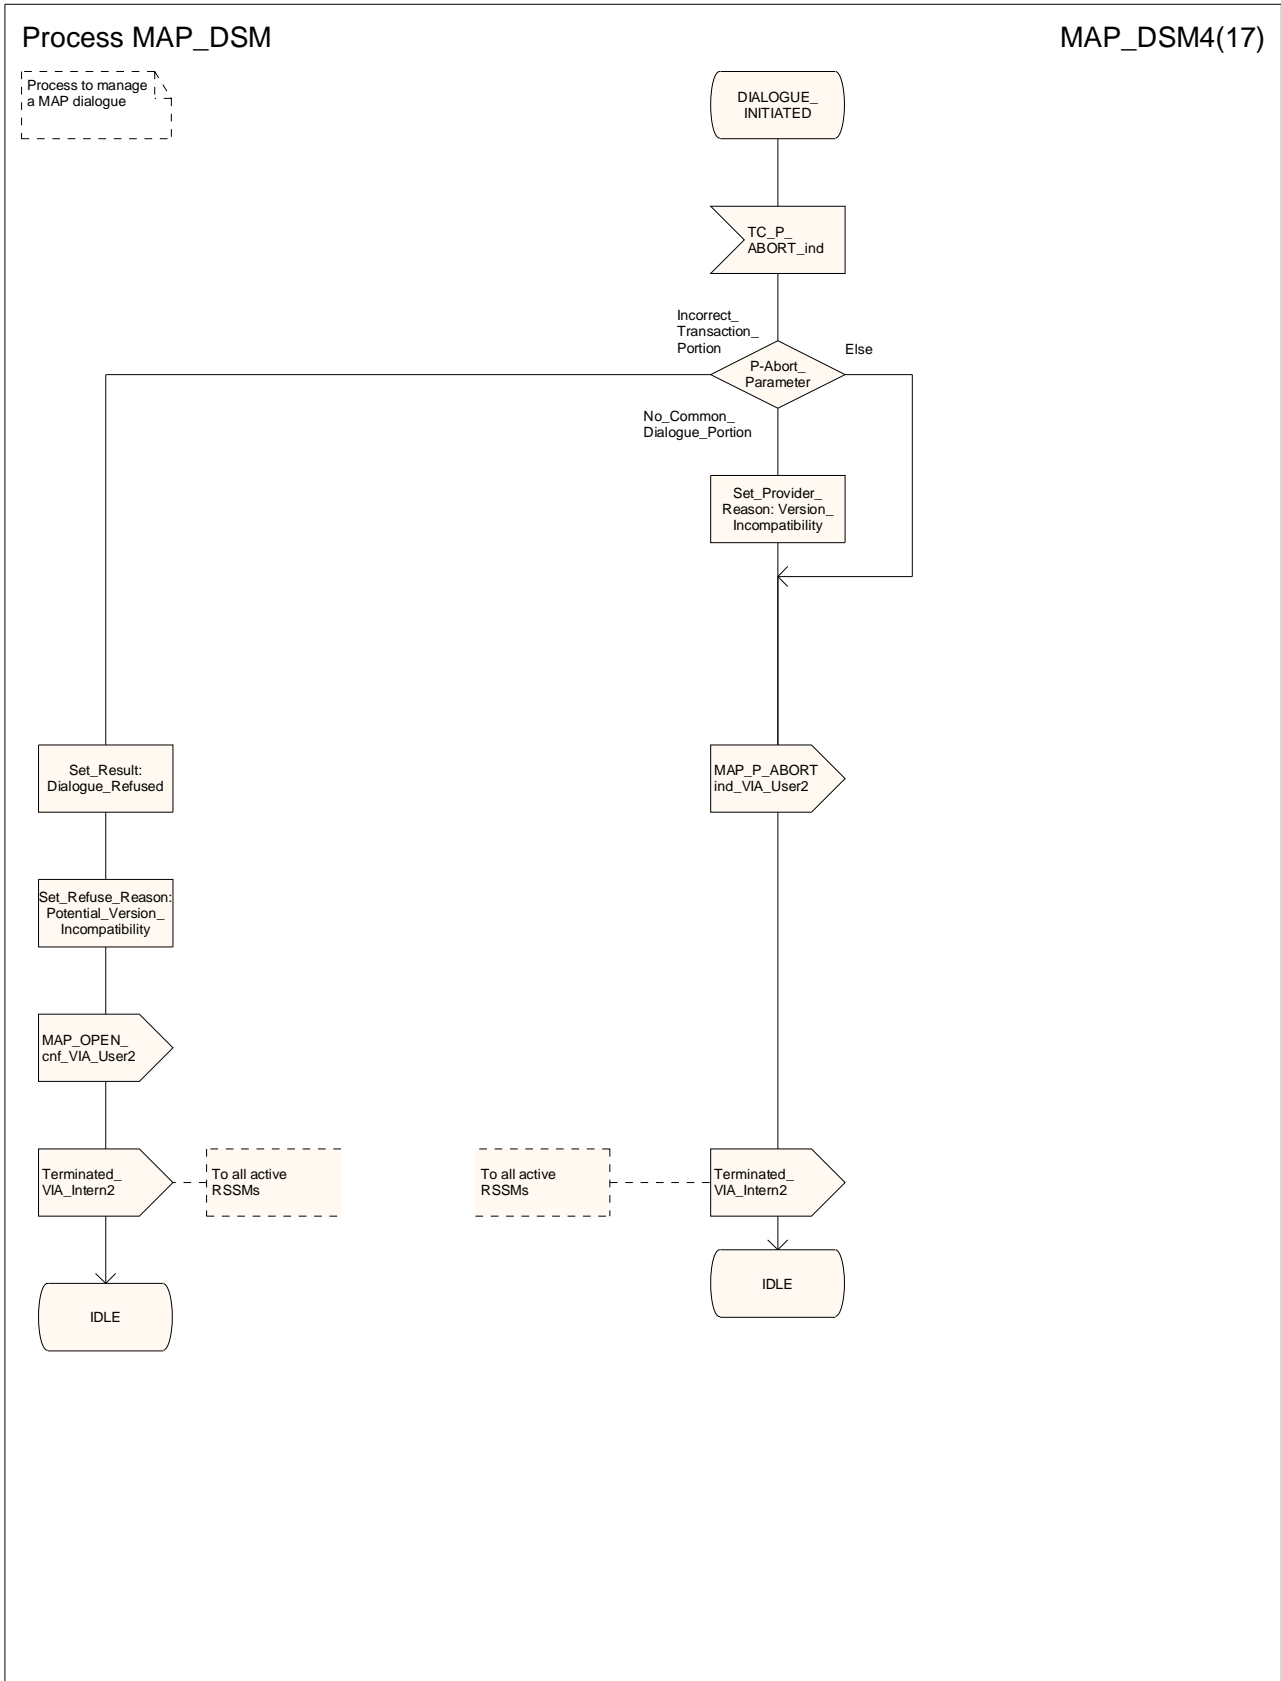 Process MAP_DSM
MAP_DSM4(17)
Process to manage
a MAP dialogue
DIALOGUE_
INITIATED
TC_P_
ABORT_ind
Incorrect_
Transaction_
Portion
Else
P-Abort_
Parameter
No_Common_
Dialogue_Portion
Set_Provider_
Reason: Version_
Incompatibility
Set_Result:
Dialogue_Refused
MAP_P_ABORT
ind_VIA_User2
Set_Refuse_Reason:
Potential_Version_
Incompatibility
MAP_OPEN_
cnf_VIA_User2
Terminated_
VIA_Intern2
To all active
RSSMs
To all active
RSSMs
Terminated_
VIA_Intern2
IDLE
IDLE